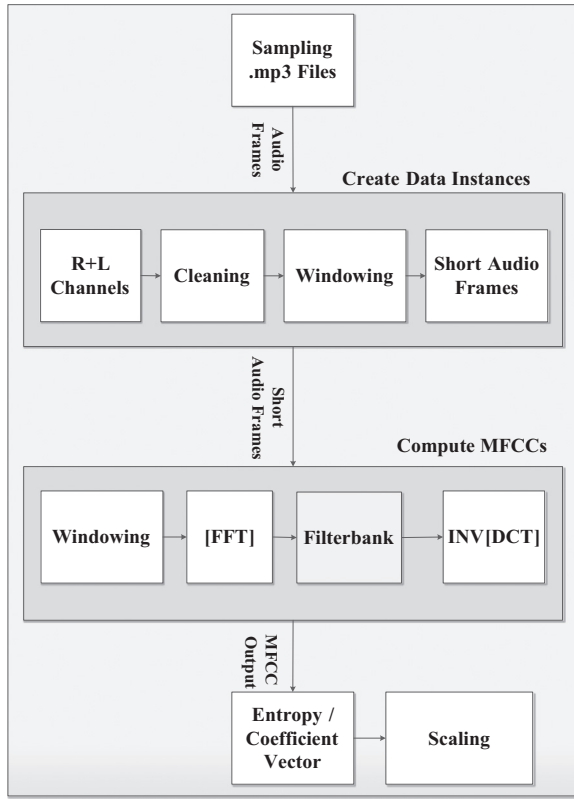 Sampling
.mp3 Files
Audio
Frames
Create Data Instances
R+L
Channels
Cleaning
Windowing
Short Audio
Frames
Short
Audio Frames
Compute MFCCs
Windowing
[FFT]
Filterbank
INV[DCT]
MFCC
Output
Entropy /
Coefficient
Vector
Scaling